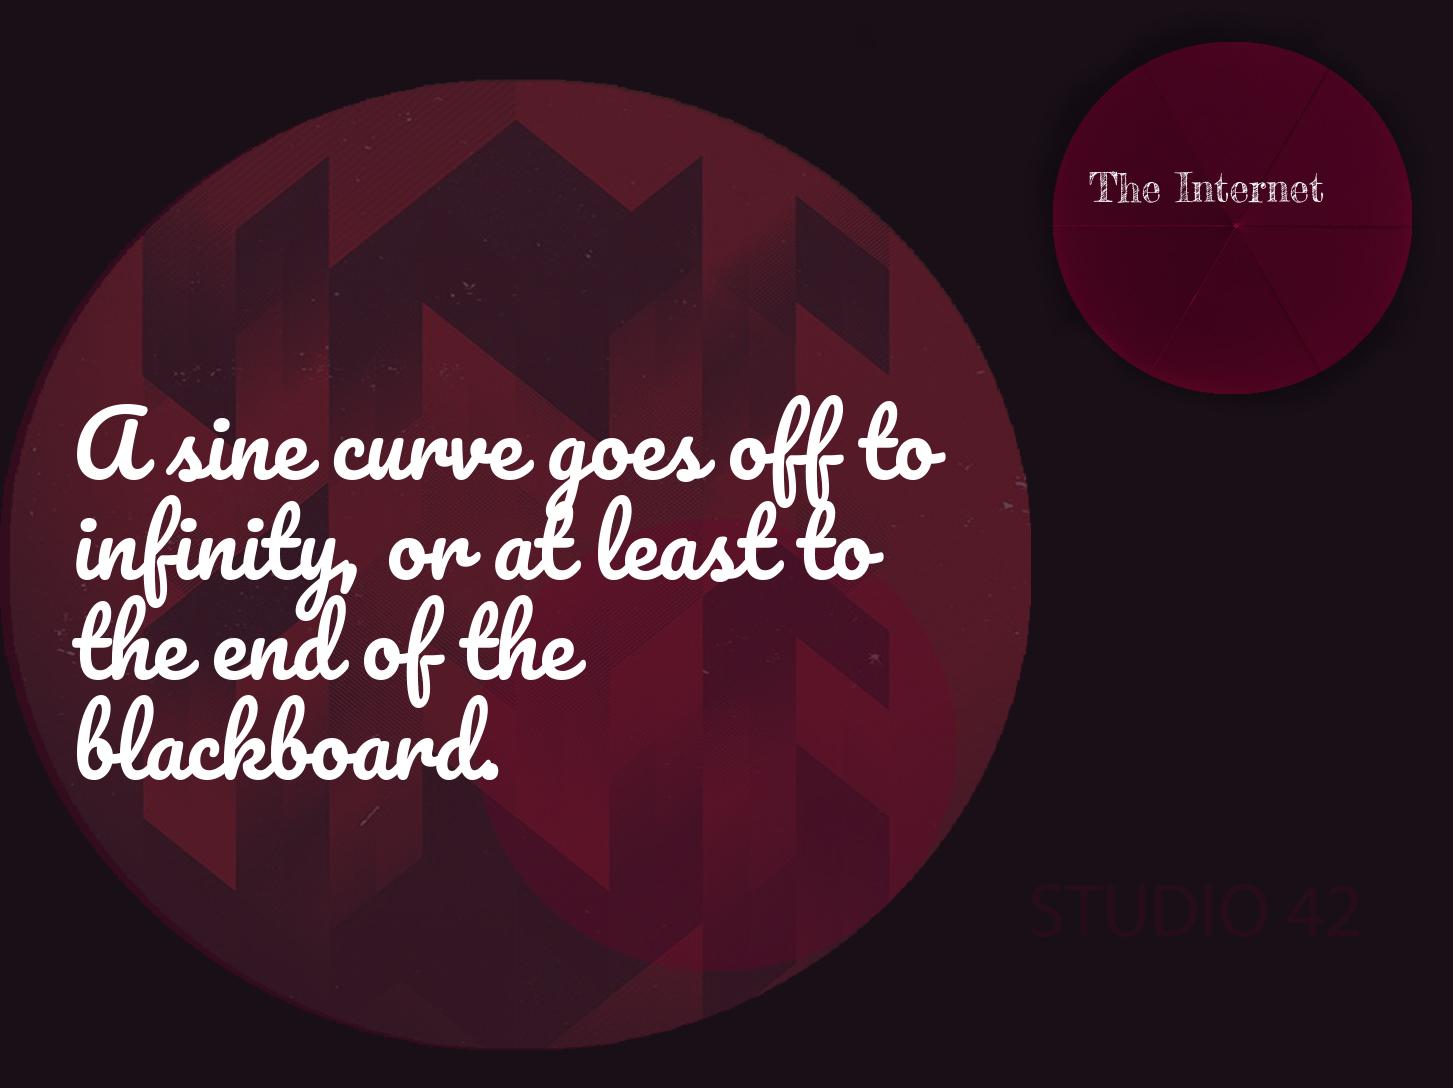 The Internet
A sine curve goes off to
infinity, or at least to
the end of the
blackboard.
STUDIO 42